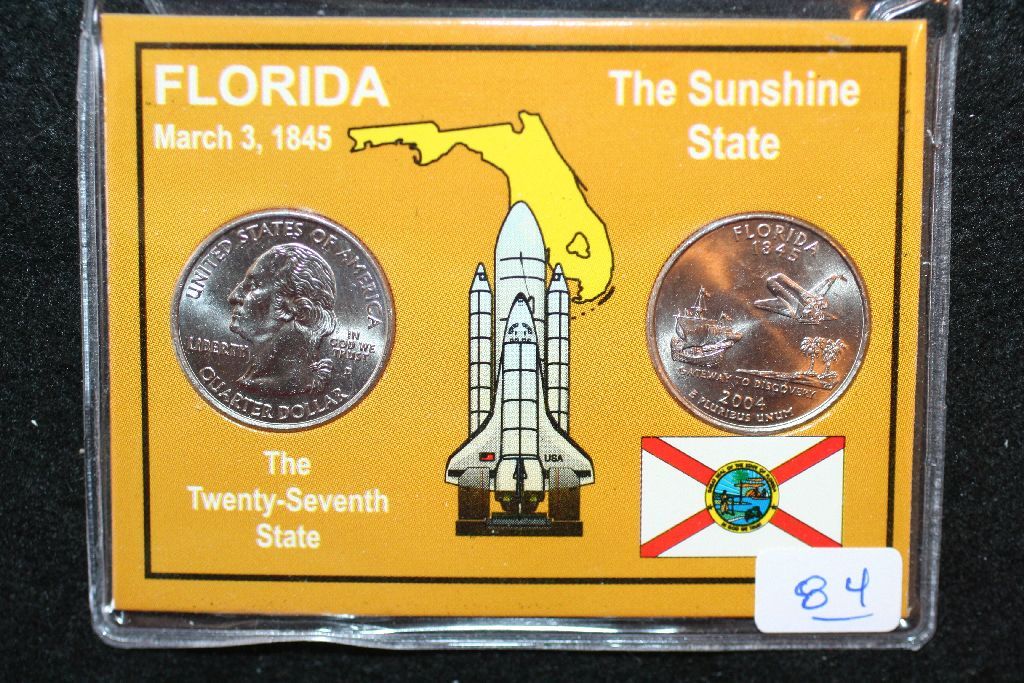 FLORIDA
March 3, 1845
The Sunshine
State
UNITED STATES OF AMERICA
LIBERTY
IN
GOD WE
TRUST
QUARTER DOLLAR
FLORIDA
1845
GATEWAY TO DISCOVERY
2004
E PLURIBUS UNUM
USA
The
Twenty-Seventh
State
84